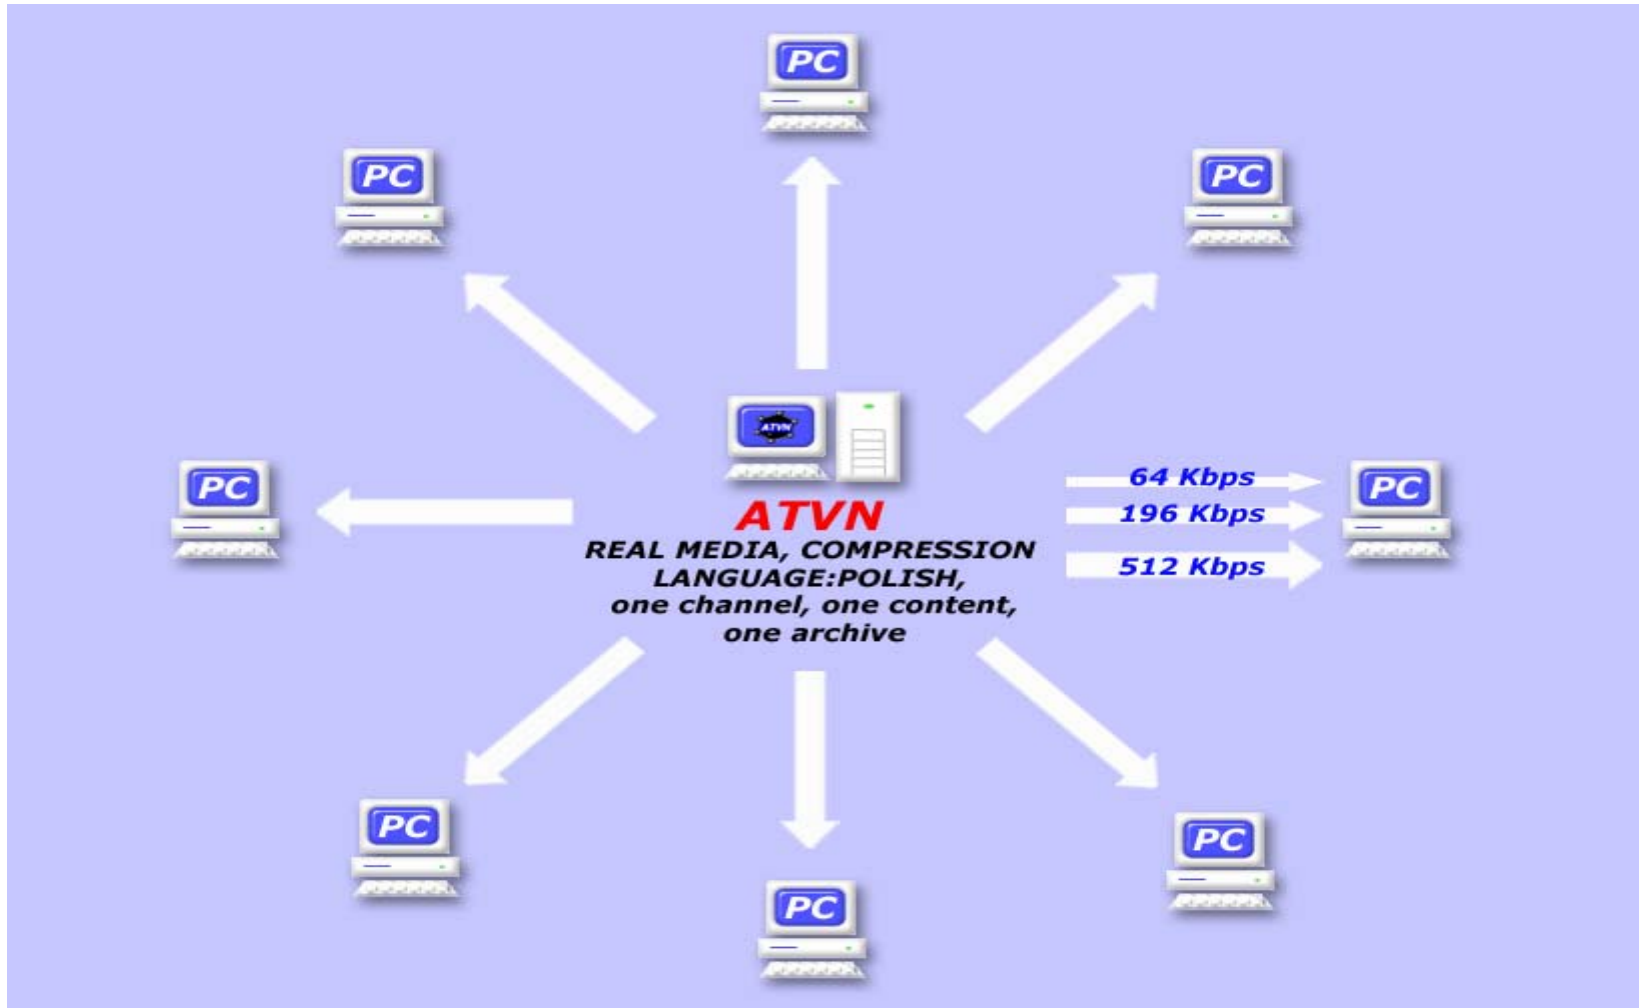 PC
PC
PC
ATVN
PC
64 Kbps
PC
196 Kbps
ATVN
REAL MEDIA, COMPRESSION
512 Kbps
LANGUAGE:POLISH,
one channel, one content,
one archive
PC
PC
PC